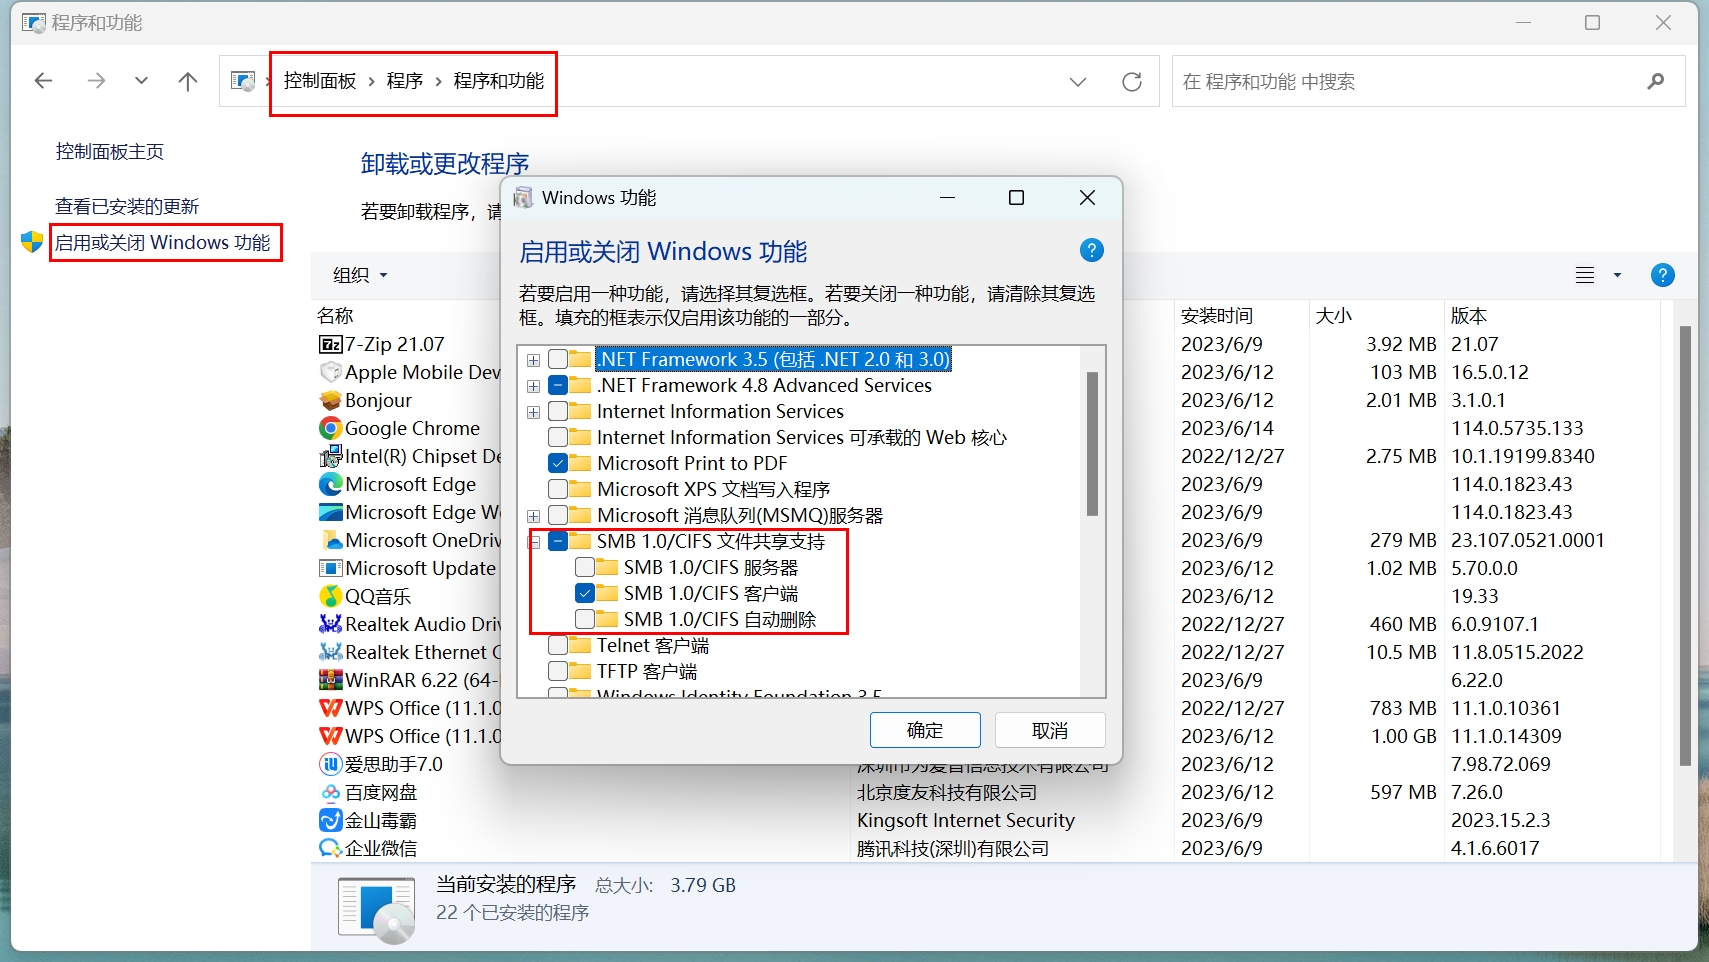 程序和功能
控制面板 › 程序 › 程序和功能
在 程序和功能 中搜索
控制面板主页
查看已安装的更新
启用或关闭 Windows 功能
卸载或更改程序
若要卸载程序，请
组织
名称 安装时间 大小 版本
7-Zip 21.07 2023/6/9 3.92 MB 21.07
Apple Mobile Dev 2023/6/12 103 MB 16.5.0.12
Bonjour 2023/6/12 2.01 MB 3.1.0.1
Google Chrome 2023/6/14 114.0.5735.133
Intel(R) Chipset De 2022/12/27 2.75 MB 10.1.19199.8340
Microsoft Edge 2023/6/9 114.0.1823.43
Microsoft Edge We 2023/6/9 114.0.1823.43
Microsoft OneDriv 2023/6/9 279 MB 23.107.0521.0001
Microsoft Update 2023/6/12 1.02 MB 5.70.0.0
QQ音乐 2023/6/12 19.33
Realtek Audio Driv 2022/12/27 460 MB 6.0.9107.1
Realtek Ethernet C 2022/12/27 10.5 MB 11.8.0515.2022
WinRAR 6.22 (64- 2023/6/9 6.22.0
WPS Office (11.1.0 2022/12/27 783 MB 11.1.0.10361
WPS Office (11.1.0 2023/6/12 1.00 GB 11.1.0.14309
爱思助手7.0 深圳市为爱普信息技术有限公司 2023/6/12 7.98.72.069
百度网盘 北京度友科技有限公司 2023/6/12 597 MB 7.26.0
金山毒霸 Kingsoft Internet Security 2023/6/9 2023.15.2.3
企业微信 腾讯科技(深圳)有限公司 2023/6/9 4.1.6.6017
当前安装的程序 总大小: 3.79 GB
22 个已安装的程序
Windows 功能
启用或关闭 Windows 功能
若要启用一种功能，请选择其复选框。若要关闭一种功能，请清除其复选
框。填充的框表示仅启用该功能的一部分。
.NET Framework 3.5 (包括 .NET 2.0 和 3.0)
.NET Framework 4.8 Advanced Services
Internet Information Services
Internet Information Services 可承载的 Web 核心
Microsoft Print to PDF
Microsoft XPS 文档写入程序
Microsoft 消息队列(MSMQ)服务器
SMB 1.0/CIFS 文件共享支持
SMB 1.0/CIFS 服务器
SMB 1.0/CIFS 客户端
SMB 1.0/CIFS 自动删除
Telnet 客户端
TFTP 客户端
Windows Identity Foundation 3.5
确定
取消